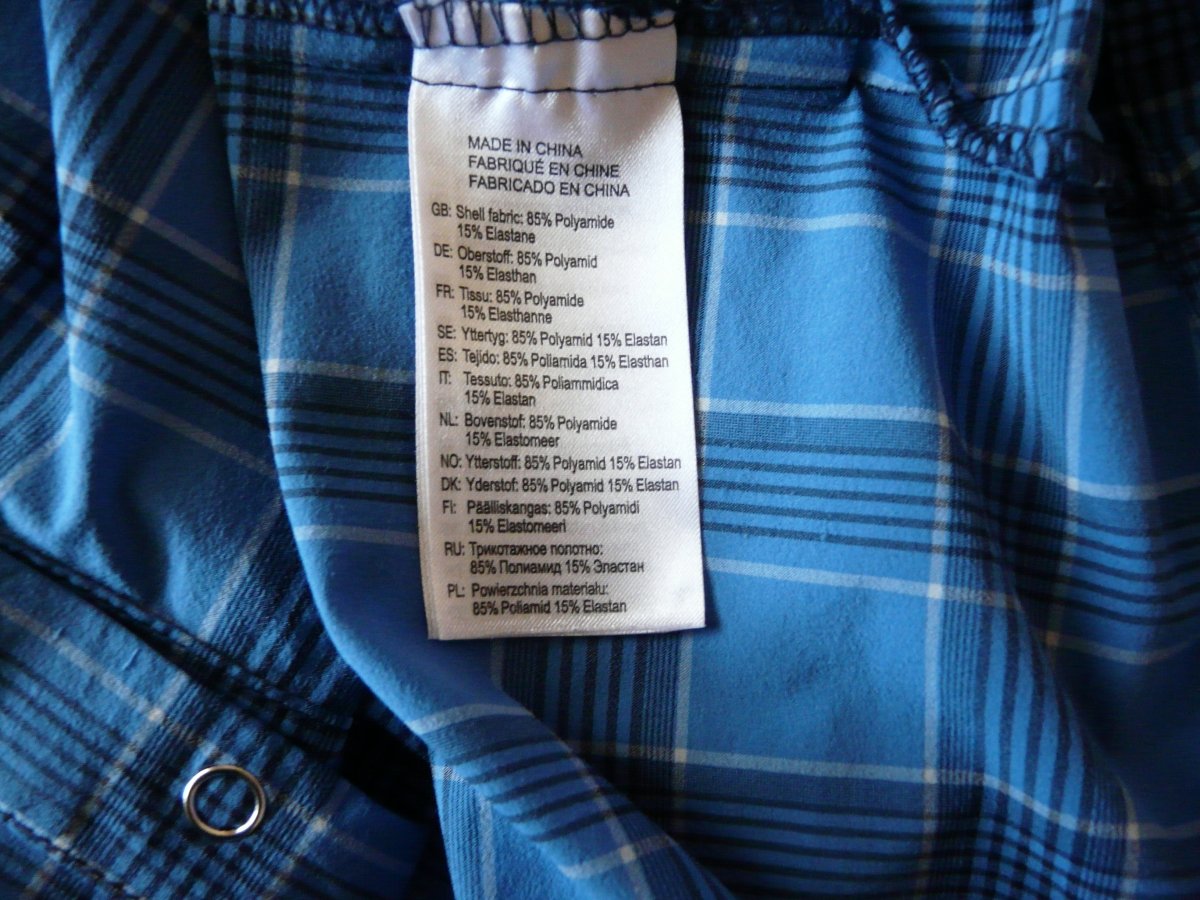 MADE IN CHINA
FABRIQUÉ EN CHINE
FABRICADO EN CHINA
GB: Shell fabric: 85% Polyamide
15% Elastane
DE: Oberstoff: 85% Polyamid
15% Elasthan
FR: Tissu: 85% Polyamide
15% Elasthanne
SE: Yttertyg: 85% Polyamid 15% Elastan
ES: Tejido: 85% Poliamida 15% Elasthan
IT: Tessuto: 85% Poliammidica
15% Elastan
NL: Bovenstof: 85% Polyamide
15% Elastomeer
NO: Ytterstoff: 85% Polyamid 15% Elastan
DK: Yderstof: 85% Polyamid 15% Elastan
FI: Päälliskangas: 85% Polyamidi
15% Elastomeeri
RU: Трикотажное полотно:
85% Полиамид 15% Эластан
PL: Powierzchnia materiału:
85% Poliamid 15% Elastan